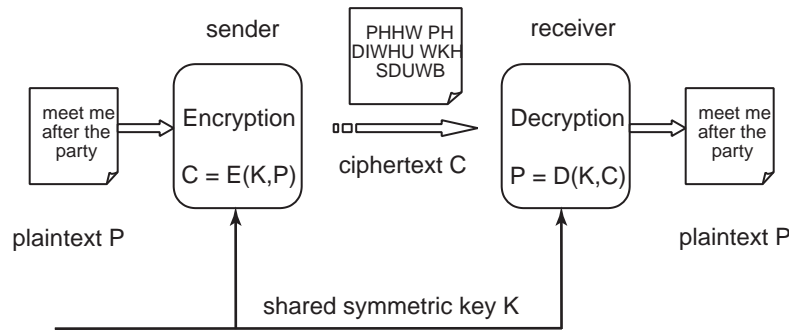 sender
PHHW PH
DIWHU WKH
SDUWB
receiver
meet me
after the
party
Encryption
C = E(K,P)
ciphertext C
Decryption
P = D(K,C)
meet me
after the
party
plaintext P
plaintext P
shared symmetric key K